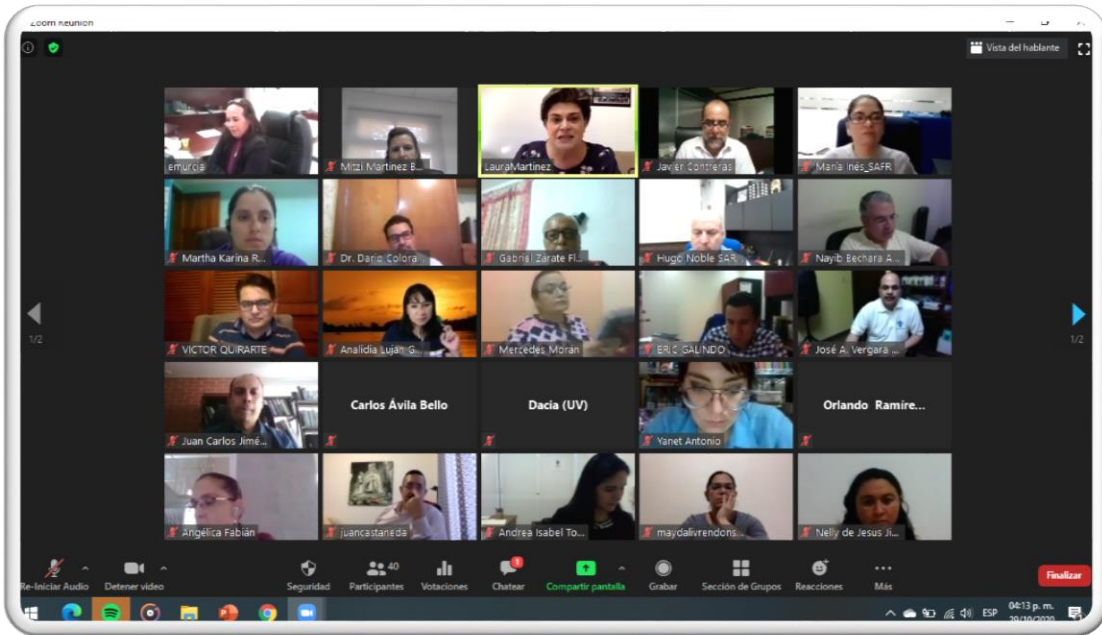 Zoom Reunión
Vista del hablante
emurcia
Mitzi Martinez B...
LauraMartinez
Javier Contreras
María Inés_SAFR
Martha Karina R...
Dr. Dario Colora...
Gabriel Zárate Fl...
Hugo Noble SAR
Nayib Bechara A...
VICTOR QUIRARTE
Analidia Luján G...
Mercedes Morán
ERIC GALINDO
José A. Vergara ...
Juan Carlos Jimé...
Carlos Ávila Bello
Dacia (UV)
Yanet Antonio
Orlando Ramíre...
Angélica Fabián
juancastaneda
Andrea Isabel To...
maydalivrendons...
Nelly de Jesus Ji...
1/2
1/2
Re-Iniciar Audio
Detener video
Seguridad
40
Participantes
Votaciones
1
Chatear
Compartir pantalla
Grabar
Sección de Grupos
Reacciones
Más
Finalizar
ESP
04:13 p. m.
29/10/2020